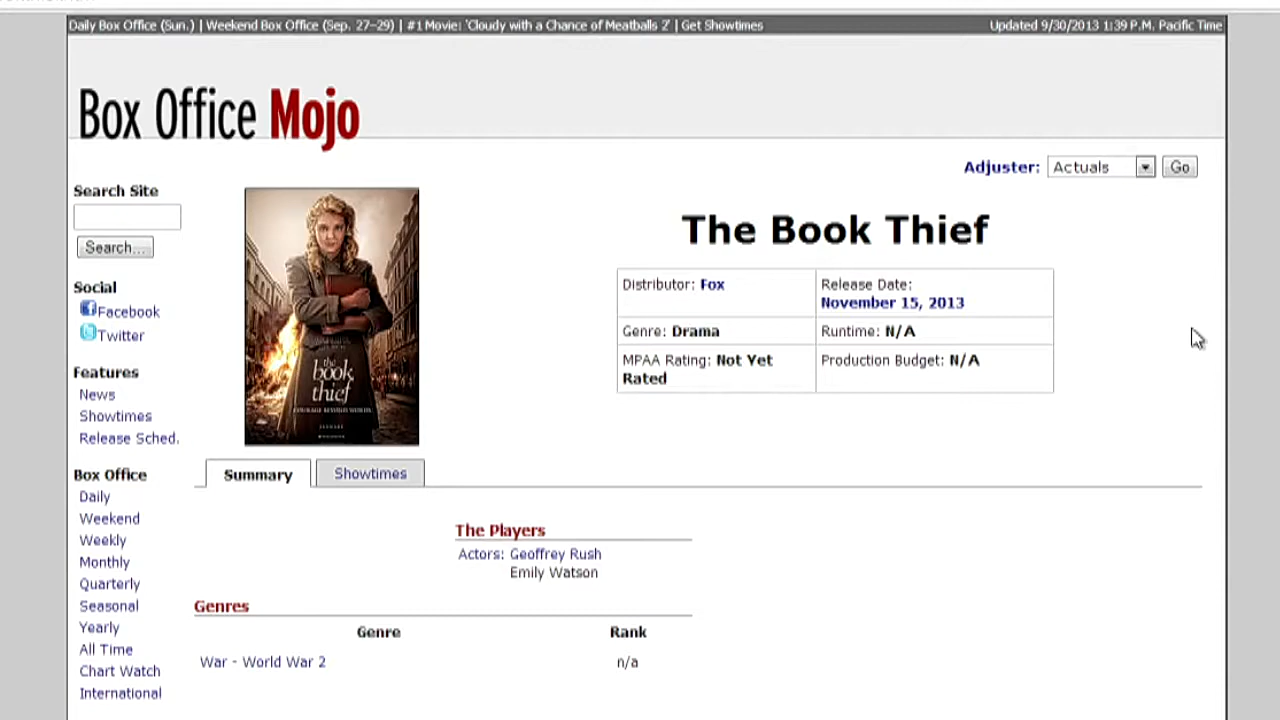 Daily Box Office (Sun.) | Weekend Box Office (Sep. 27–29) | #1 Movie: 'Cloudy with a Chance of Meatballs 2' | Get Showtimes
Updated 9/30/2013 1:39 P.M. Pacific Time
Box Office Mojo
Adjuster: Actuals Go
Search Site
Search...
Social
Facebook
Twitter
Features
News
Showtimes
Release Sched.
Box Office
Daily
Weekend
Weekly
Monthly
Quarterly
Seasonal
Yearly
All Time
Chart Watch
International
the
book
thief
COURAGE BEYOND WORDS
The Book Thief
Distributor: Fox
Release Date:
November 15, 2013
Genre: Drama
Runtime: N/A
MPAA Rating: Not Yet
Rated
Production Budget: N/A
Summary
Showtimes
The Players
Actors: Geoffrey Rush
Emily Watson
Genres
Genre Rank
War - World War 2 n/a